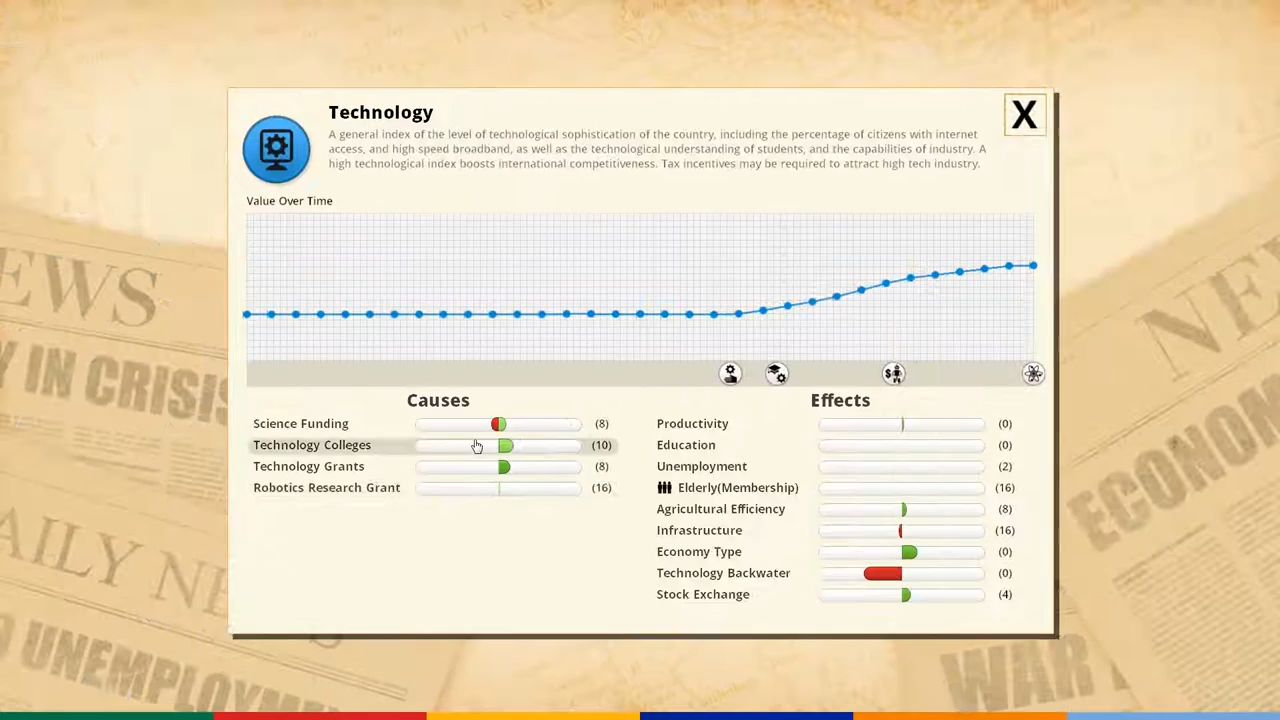 Technology
A general index of the level of technological sophistication of the country, including the percentage of citizens with internet
access, and high speed broadband, as well as the technological understanding of students, and the capabilities of industry. A
high technological index boosts international competitiveness. Tax incentives may be required to attract high tech industry.
X
Value Over Time
Causes
Science Funding (8)
Technology Colleges (10)
Technology Grants (8)
Robotics Research Grant (16)
Effects
Productivity (0)
Education (0)
Unemployment (2)
Elderly(Membership) (16)
Agricultural Efficiency (8)
Infrastructure (16)
Economy Type (0)
Technology Backwater (0)
Stock Exchange (4)
EWS
Y IN CRISIS
DAILY NE
UNEMPLOYM
NE
ECONOM
WAR